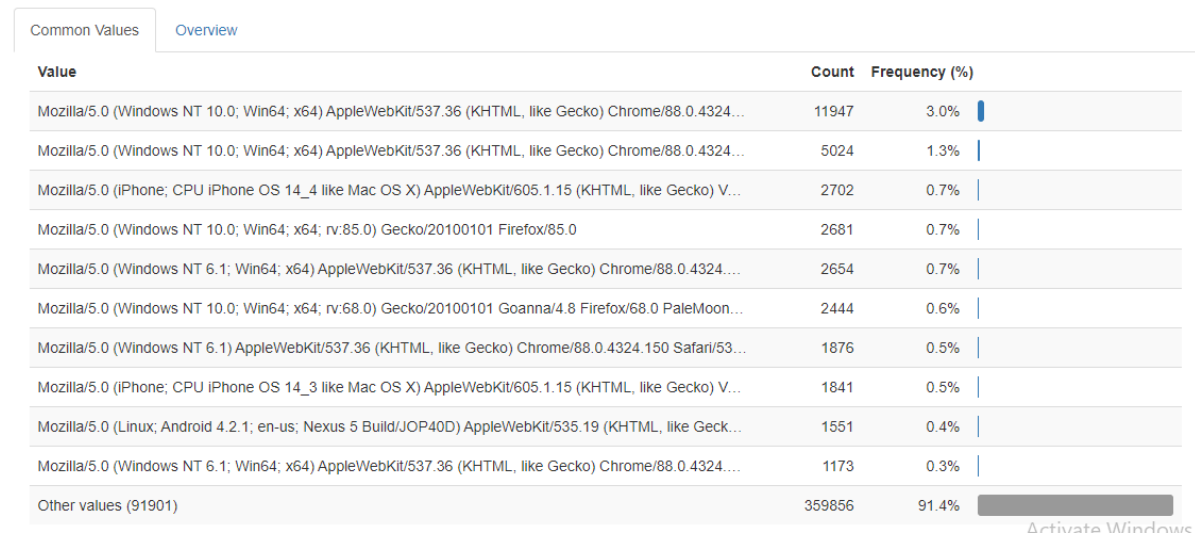 Common Values Overview
Value Count Frequency (%)
Mozilla/5.0 (Windows NT 10.0; Win64; x64) AppleWebKit/537.36 (KHTML, like Gecko) Chrome/88.0.4324... 11947 3.0%
Mozilla/5.0 (Windows NT 10.0; Win64; x64) AppleWebKit/537.36 (KHTML, like Gecko) Chrome/88.0.4324... 5024 1.3%
Mozilla/5.0 (iPhone; CPU iPhone OS 14_4 like Mac OS X) AppleWebKit/605.1.15 (KHTML, like Gecko) V... 2702 0.7%
Mozilla/5.0 (Windows NT 10.0; Win64; x64; rv:85.0) Gecko/20100101 Firefox/85.0 2681 0.7%
Mozilla/5.0 (Windows NT 6.1; Win64; x64) AppleWebKit/537.36 (KHTML, like Gecko) Chrome/88.0.4324.... 2654 0.7%
Mozilla/5.0 (Windows NT 10.0; Win64; x64; rv:68.0) Gecko/20100101 Goanna/4.8 Firefox/68.0 PaleMoon... 2444 0.6%
Mozilla/5.0 (Windows NT 6.1) AppleWebKit/537.36 (KHTML, like Gecko) Chrome/88.0.4324.150 Safari/53... 1876 0.5%
Mozilla/5.0 (iPhone; CPU iPhone OS 14_3 like Mac OS X) AppleWebKit/605.1.15 (KHTML, like Gecko) V... 1841 0.5%
Mozilla/5.0 (Linux; Android 4.2.1; en-us; Nexus 5 Build/JOP40D) AppleWebKit/535.19 (KHTML, like Geck... 1551 0.4%
Mozilla/5.0 (Windows NT 6.1; Win64; x64) AppleWebKit/537.36 (KHTML, like Gecko) Chrome/88.0.4324.... 1173 0.3%
Other values (91901) 359856 91.4%
Activate Windows